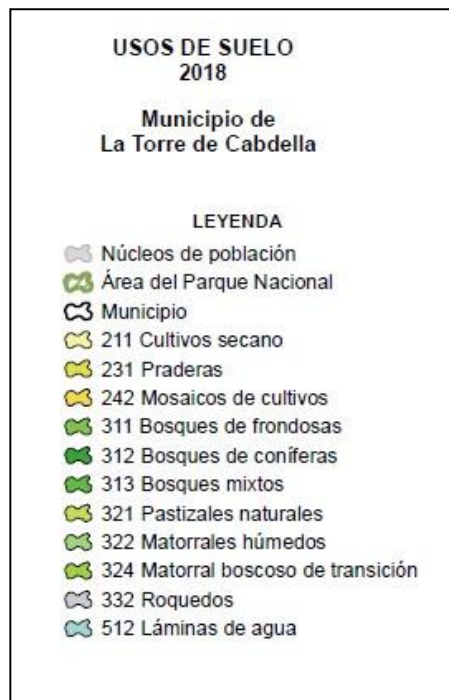 USOS DE SUELO
2018
Municipio de
La Torre de Cabdella
LEYENDA
Núcleos de población
Área del Parque Nacional
Municipio
211 Cultivos secano
231 Praderas
242 Mosaicos de cultivos
311 Bosques de frondosas
312 Bosques de coníferas
313 Bosques mixtos
321 Pastizales naturales
322 Matorrales húmedos
324 Matorral boscoso de transición
332 Roquedos
512 Láminas de agua